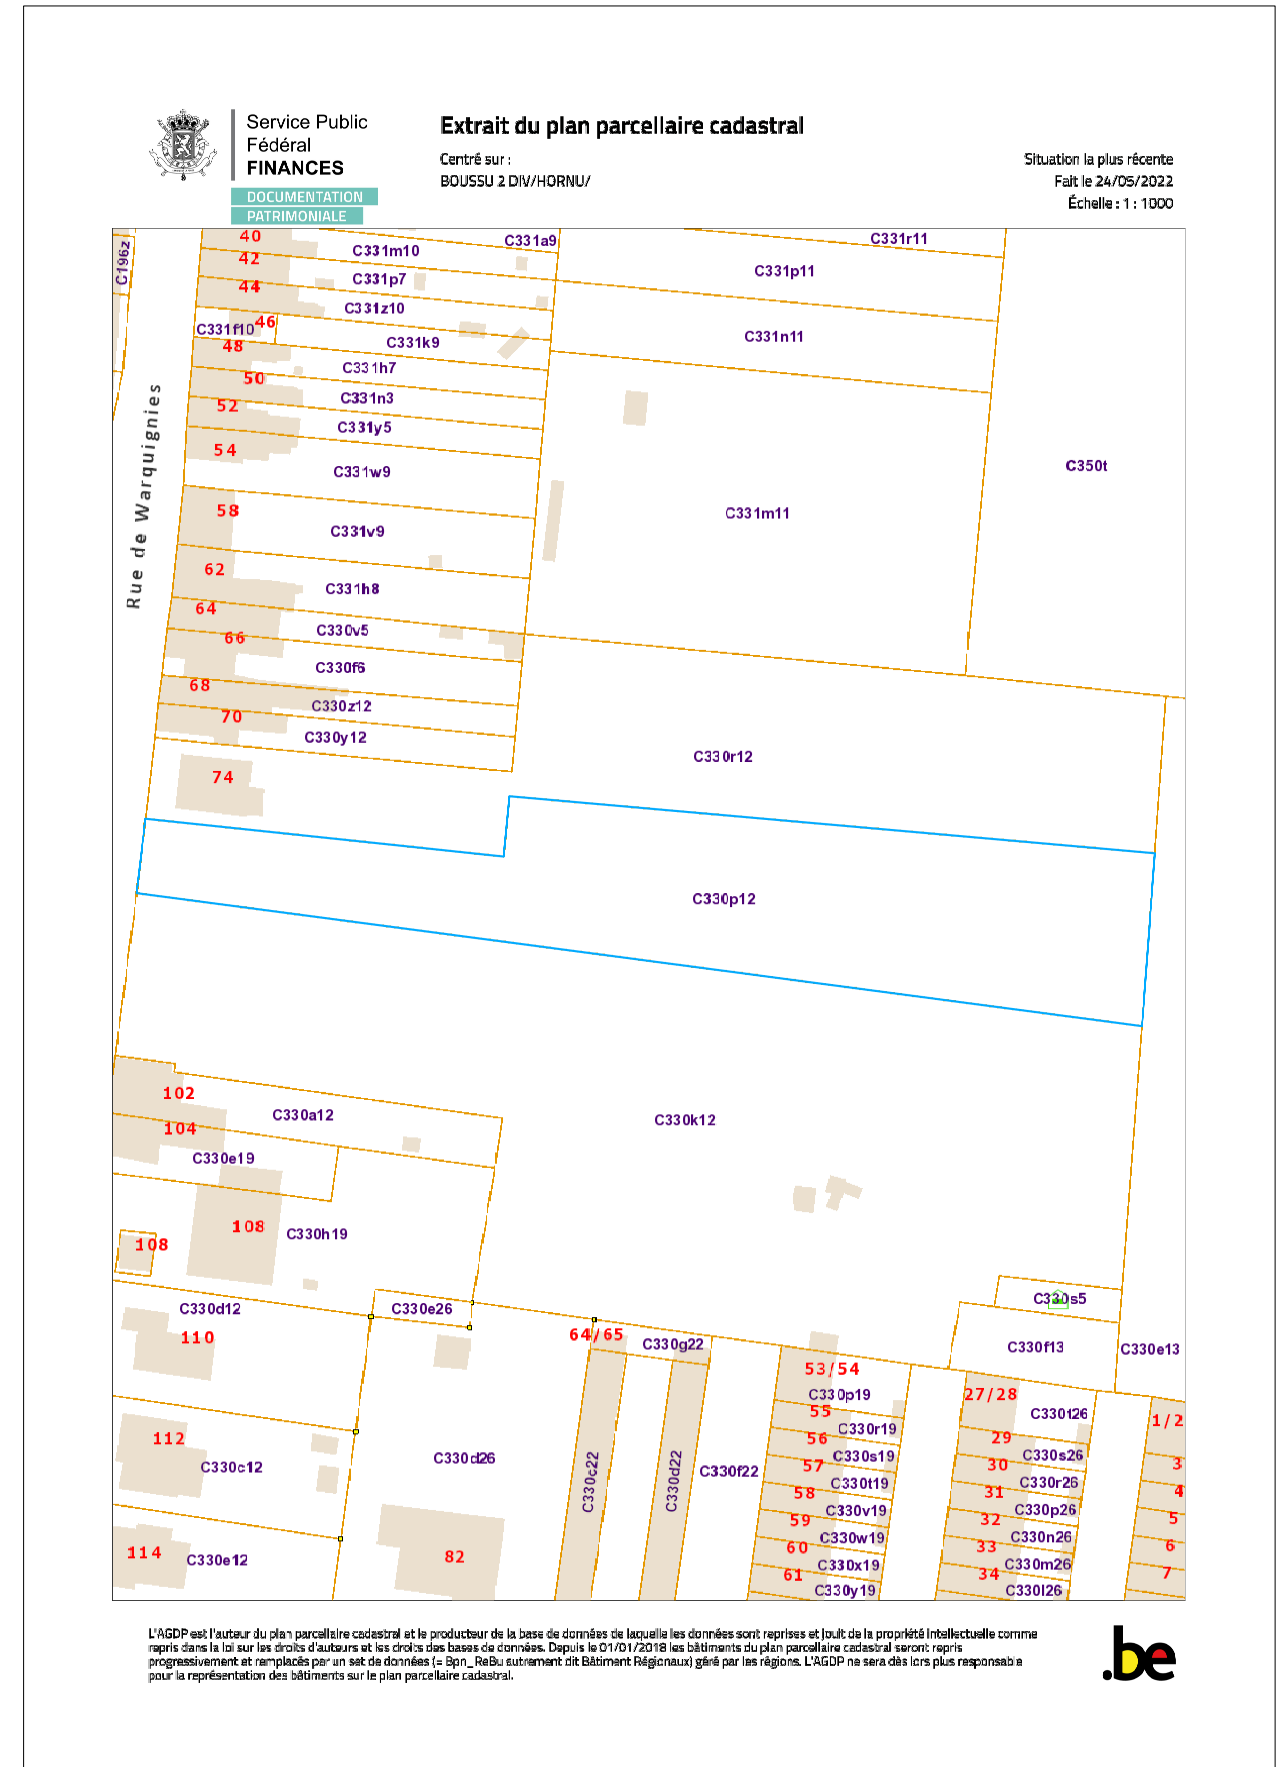 Service Public
Fédéral
FINANCES
DOCUMENTATION
PATRIMONIALE
Extrait du plan parcellaire cadastral
Centré sur :
BOUSSU 2 DIV/HORNU/
Situation la plus récente
Fait le 24/05/2022
Échelle : 1 : 1000
C1962z
40
C331a9
C331r11
42
C331m10
C331p11
44
C331p7
C331z10
C331f10
46
C331k9
C331n11
48
C331h7
50
C331n3
52
C331y5
54
C331w9
C350t
Rue de Warquignies
58
C331v9
C331m11
62
C331h8
64
C330v5
66
C330f6
68
C330z12
70
C330y12
74
C330r12
C330p12
102
C330a12
C330k12
104
C330e19
108
C330h19
108
C330d12
C330e26
C330s5
110
64/65
C330g22
C330f13
C330e13
53/54
C330p19
27/28
C330t26
1/2
55
C330r19
29
C330s26
3
56
C330s19
30
C330r26
4
57
C330t19
31
C330p26
5
58
C330v19
32
C330n26
6
59
C330w19
33
C330m26
7
60
C330x19
34
C330l26
61
C330y19
112
C330c12
C330d26
C330c22
C330d22
C330f22
114
C330e12
82
L'AGDP est l'auteur du plan parcellaire cadastral et le producteur de la base de données de laquelle les données sont reprises et jouit de la propriété intellectuelle comme
repris dans la loi sur les droits d'auteurs et les droits des bases de données. Depuis le 01/01/2018 les bâtiments du plan parcellaire cadastral seront repris
progressivement et remplacés par un set de données (= Bpn_ReBu autrement dit Bâtiment Régionaux) géré par les régions. L'AGDP ne sera dès lors plus responsable
pour la représentation des bâtiments sur le plan parcellaire cadastral.
.be